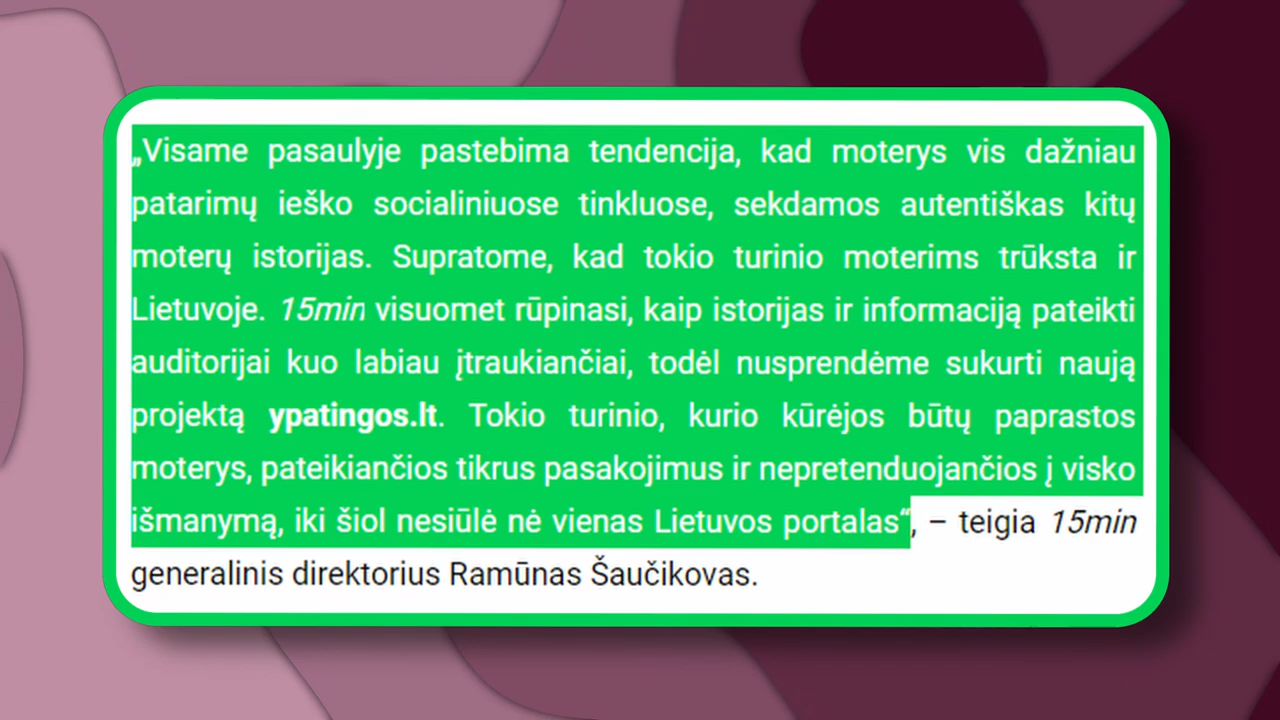 „Visame pasaulyje pastebima tendencija, kad moterys vis dažniau
patarimų ieško socialiniuose tinkluose, sekdamos autentiškas kitų
moterų istorijas. Supratome, kad tokio turinio moterims trūksta ir
Lietuvoje. 15min visuomet rūpinasi, kaip istorijas ir informaciją pateikti
auditorijai kuo labiau įtraukiančiai, todėl nusprendėme sukurti naują
projektą ypatingos.lt. Tokio turinio, kurio kūrėjos būtų paprastos
moterys, pateikiančios tikrus pasakojimus ir nepretenduojančios į visko
išmanymą, iki šiol nesiūlė nė vienas Lietuvos portalas“, – teigia 15min
generalinis direktorius Ramūnas Šaučikovas.